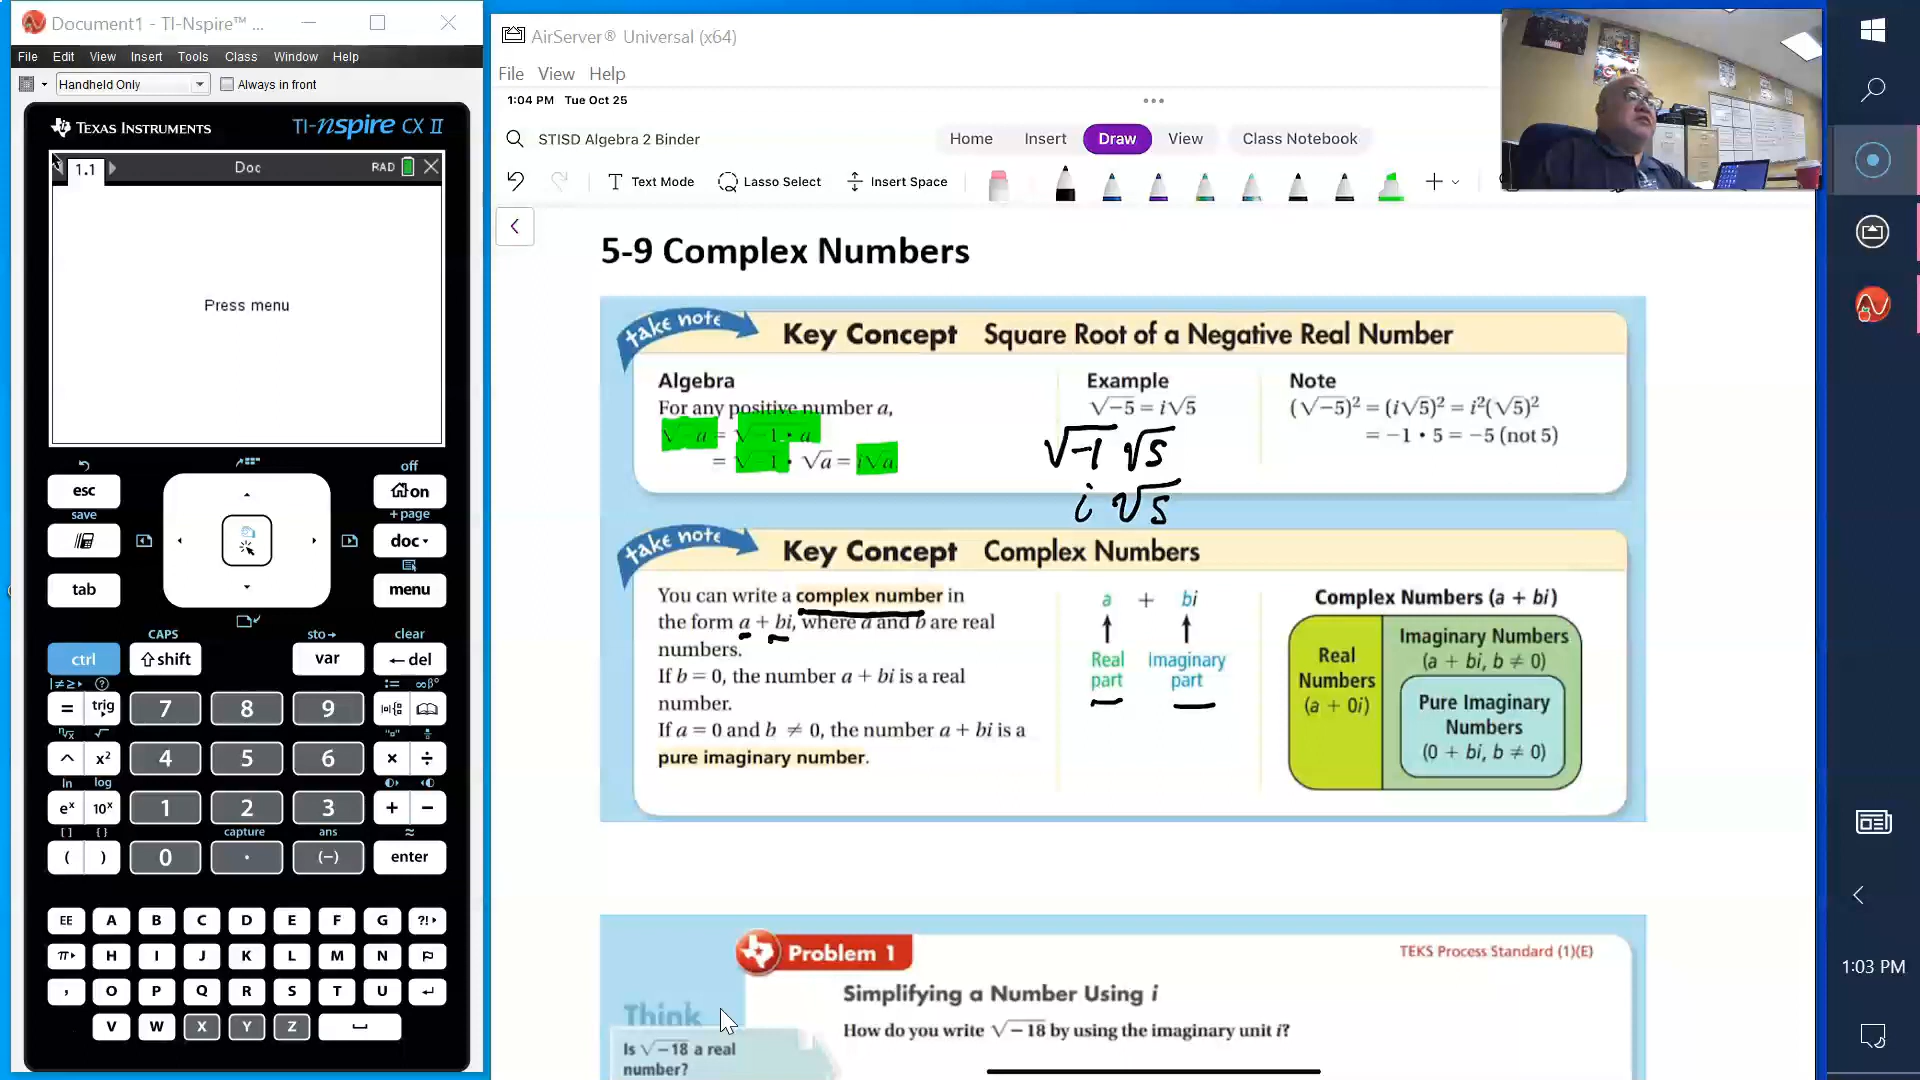 Document1 - TI-Nspire™ ...
File Edit View Insert Tools Class Window Help
Handheld Only
Always in front
TEXAS INSTRUMENTS
TI-nspire CX II
1.1
Doc
RAD
Press menu
off
esc
on
save
+ page
doc
tab
menu
CAPS
sto→
clear
ctrl
shift
var
← del
= trig 7 8 9
^ x² 4 5 6 × ÷
ln log
eˣ 10ˣ 1 2 3 + −
[ ] { } capture ans ≈
( ) 0 . (−) enter
EE A B C D E F G ?!▸
π▸ H I J K L M N
, O P Q R S T U ↵
V W X Y Z
AirServer® Universal (x64)
File View Help
1:04 PM Tue Oct 25
STISD Algebra 2 Binder
Home Insert Draw View Class Notebook
Text Mode
Lasso Select
Insert Space
5-9 Complex Numbers
take note
Key Concept Square Root of a Negative Real Number
Algebra
For any positive number a,
√−a = √−1 • a
= √−1 • √a = i√a
Example
√−5 = i√5
√-1 √5
i √5
Note
(√−5)² = (i√5)² = i²(√5)²
= −1 • 5 = −5 (not 5)
take note
Key Concept Complex Numbers
You can write a complex number in
the form a + bi, where a and b are real
numbers.
If b = 0, the number a + bi is a real
number.
If a = 0 and b ≠ 0, the number a + bi is a
pure imaginary number.
a + bi
Real part
Imaginary part
Complex Numbers (a + bi)
Real
Numbers
(a + 0i)
Imaginary Numbers
(a + bi, b ≠ 0)
Pure Imaginary
Numbers
(0 + bi, b ≠ 0)
Problem 1
TEKS Process Standard (1)(E)
Simplifying a Number Using i
How do you write √−18 by using the imaginary unit i?
Think
Is √−18 a real
number?
1:03 PM